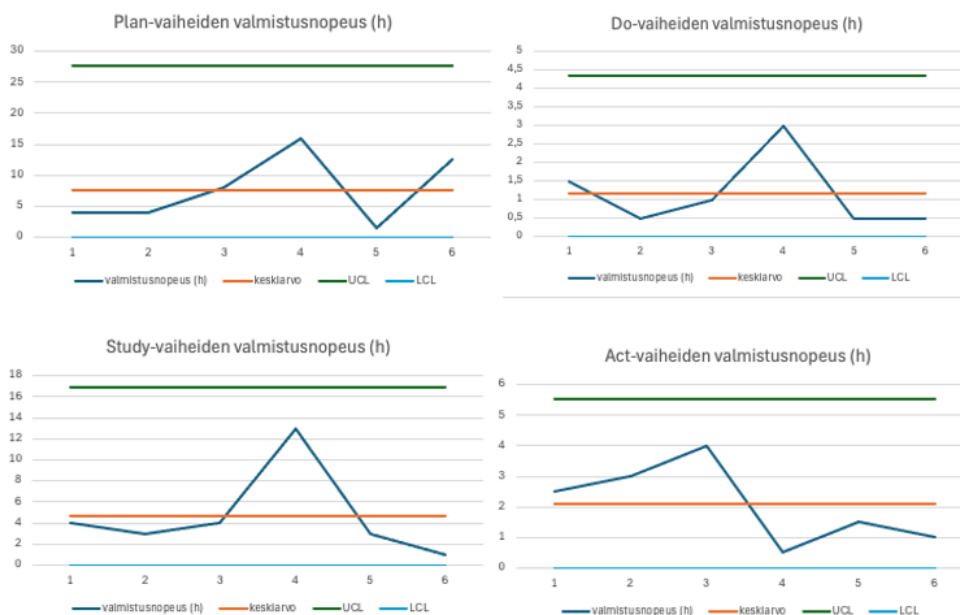 Plan-vaiheiden valmistusnopeus (h)
30
25
20
15
10
5
0
1 2 3 4 5 6
valmistusnopeus (h) keskiarvo UCL LCL
Do-vaiheiden valmistusnopeus (h)
5
4,5
4
3,5
3
2,5
2
1,5
1
0,5
0
1 2 3 4 5 6
valmistusnopeus (h) keskiarvo UCL LCL
Study-vaiheiden valmistusnopeus (h)
18
16
14
12
10
8
6
4
2
0
1 2 3 4 5 6
valmistusnopeus (h) keskiarvo UCL LCL
Act-vaiheiden valmistusnopeus (h)
6
5
4
3
2
1
0
1 2 3 4 5 6
valmistusnopeus (h) keskiarvo UCL LCL